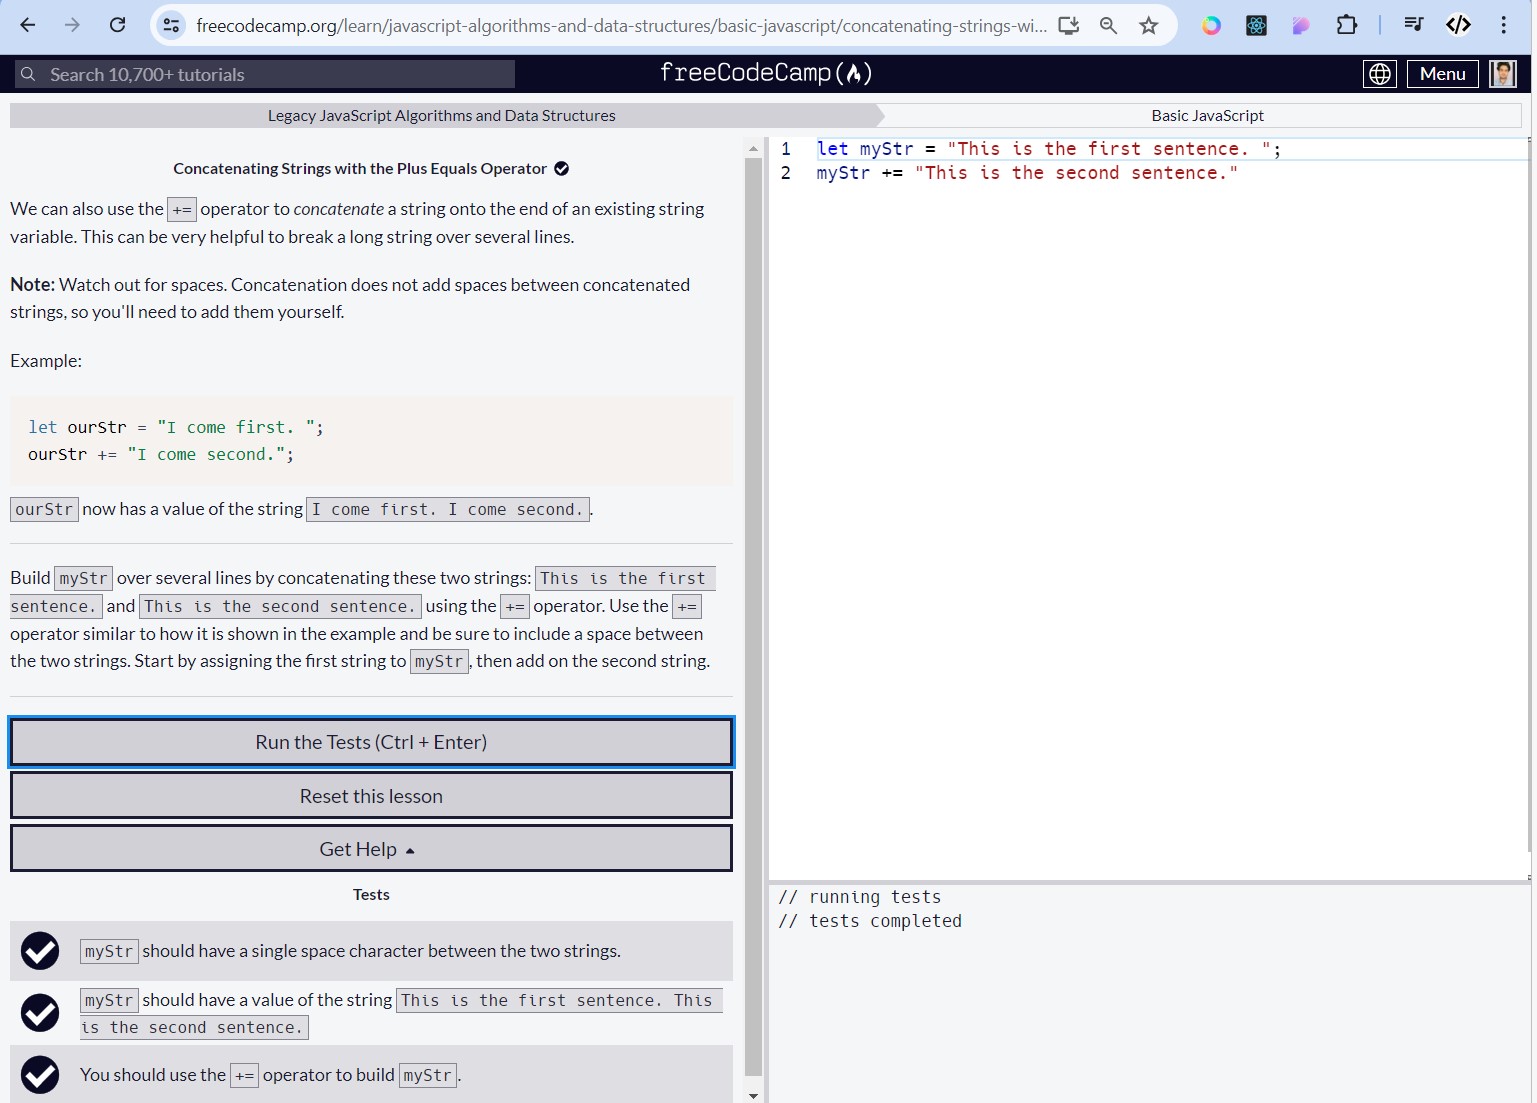 freecodecamp.org/learn/javascript-algorithms-and-data-structures/basic-javascript/concatenating-strings-wi...
Search 10,700+ tutorials
freeCodeCamp
Menu
Legacy JavaScript Algorithms and Data Structures
Basic JavaScript
Concatenating Strings with the Plus Equals Operator
We can also use the += operator to concatenate a string onto the end of an existing string
variable. This can be very helpful to break a long string over several lines.
Note: Watch out for spaces. Concatenation does not add spaces between concatenated
strings, so you'll need to add them yourself.
Example:
let ourStr = "I come first. ";
ourStr += "I come second.";
ourStr now has a value of the string I come first. I come second..
Build myStr over several lines by concatenating these two strings: This is the first
sentence. and This is the second sentence. using the += operator. Use the +=
operator similar to how it is shown in the example and be sure to include a space between
the two strings. Start by assigning the first string to myStr, then add on the second string.
Run the Tests (Ctrl + Enter)
Reset this lesson
Get Help
Tests
myStr should have a single space character between the two strings.
myStr should have a value of the string This is the first sentence. This
is the second sentence.
You should use the += operator to build myStr.
1 let myStr = "This is the first sentence. ";
2 myStr += "This is the second sentence."
// running tests
// tests completed